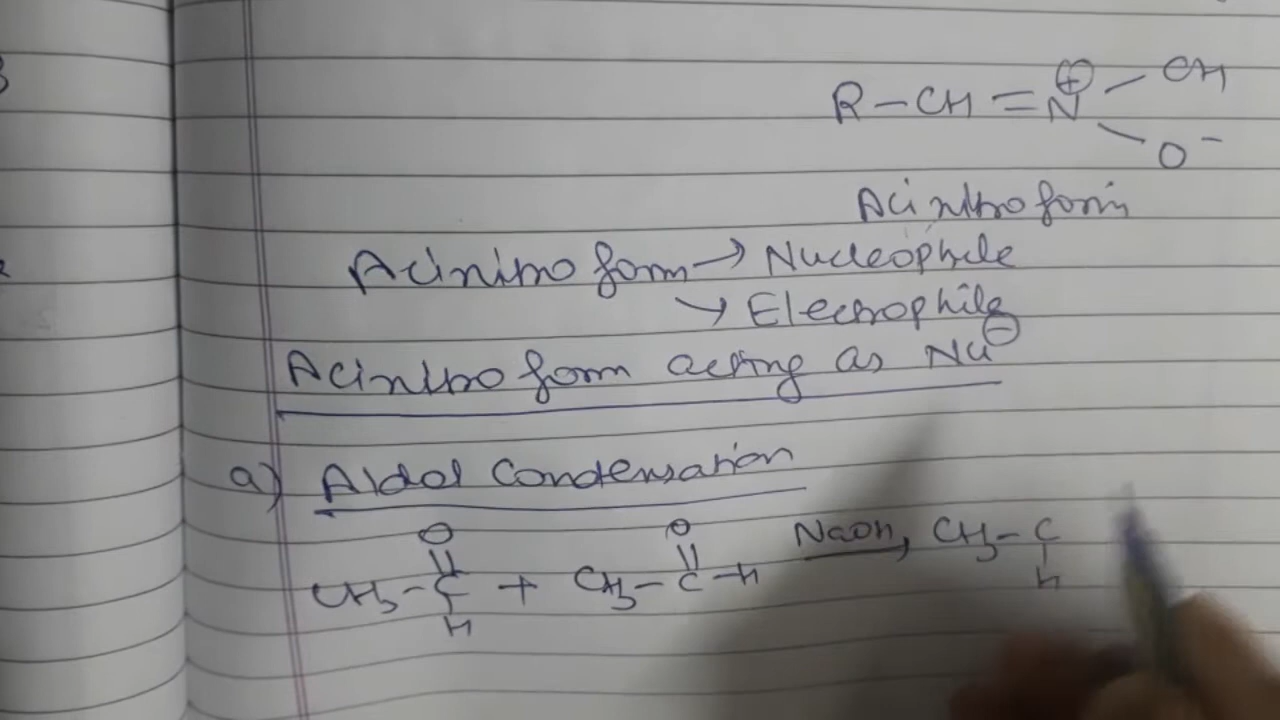 R-CH=N⊕-OH
O⁻
Acinitro form
Acinitro form → Nucleophile
→ Electrophile
Acinitro form acting as Nu⊖
a) Aldol Condensation
O O NaOH, CH3-C
CH3-C + CH3-C-H H
H